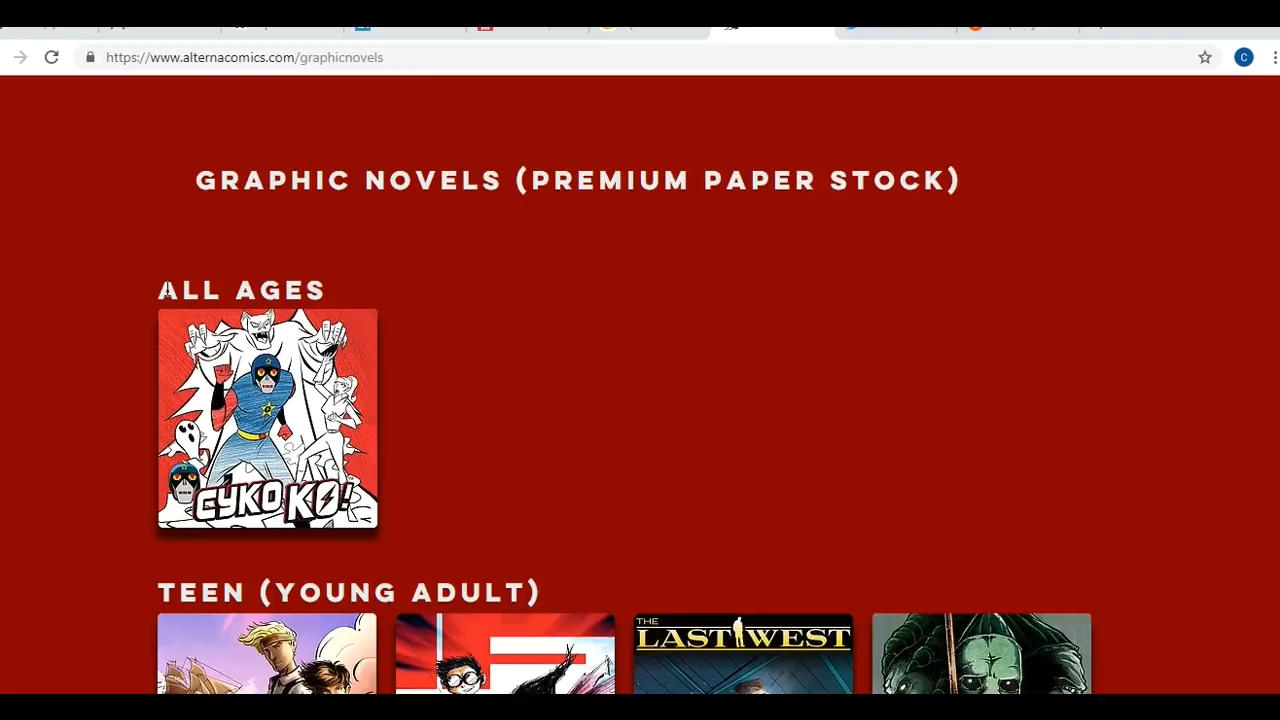 https://www.alternacomics.com/graphicnovels
C
GRAPHIC NOVELS (PREMIUM PAPER STOCK)
ALL AGES
CYKO KO!
TEEN (YOUNG ADULT)
THE
LAST WEST